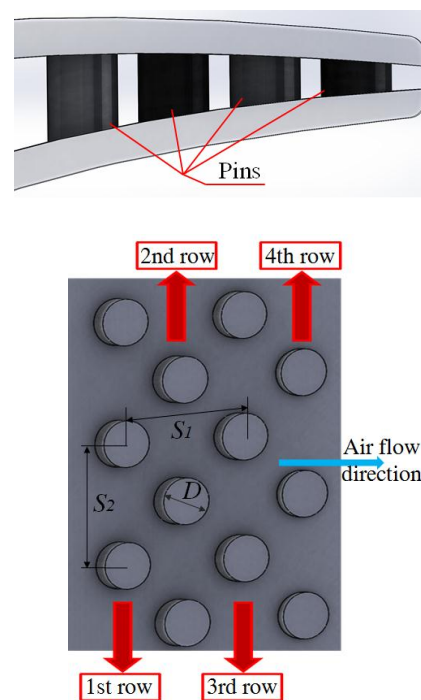 Pins
2nd row
4th row
S1
Air flow
direction
S2
D
1st row
3rd row